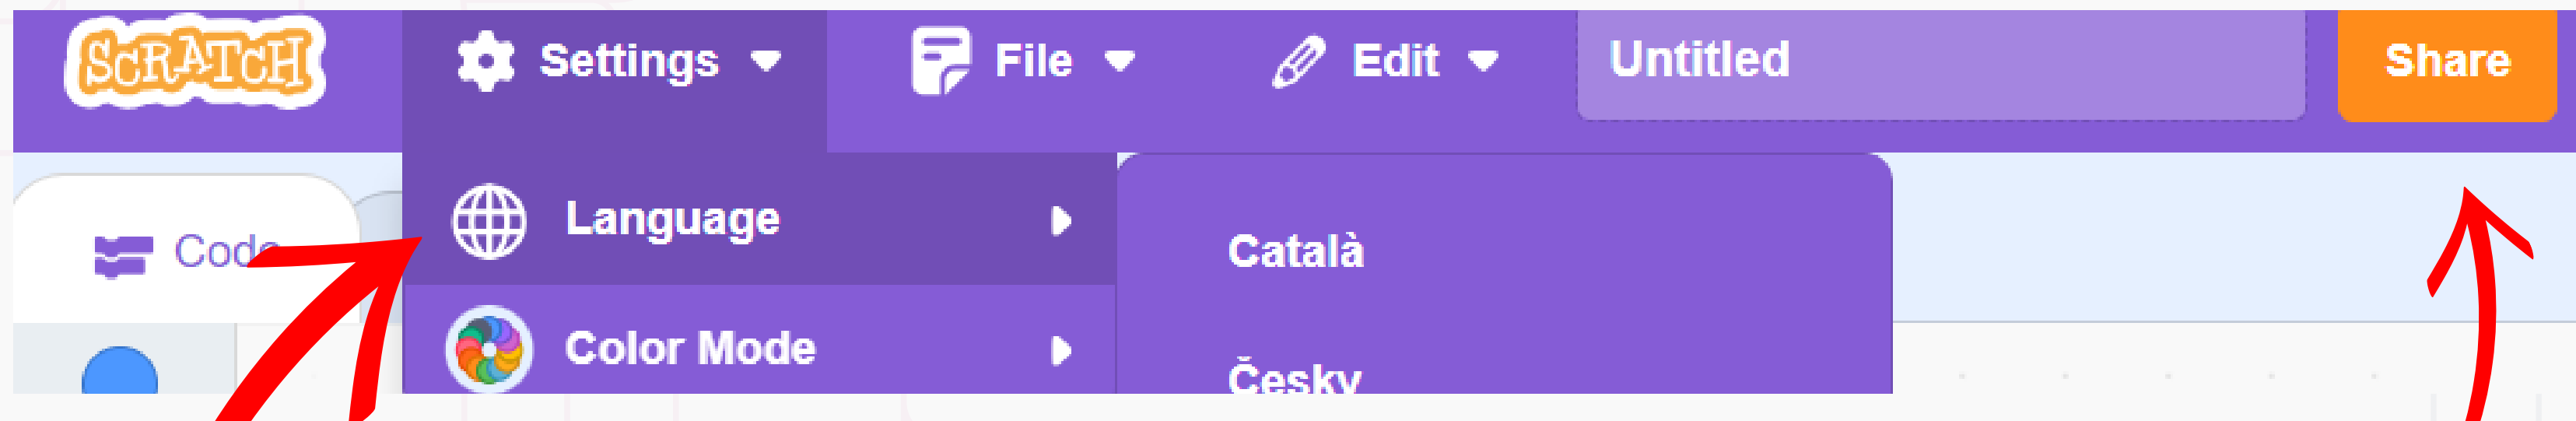 SCRATCH Settings File Edit Untitled Share
Language
Code
Català
Color Mode
Česky